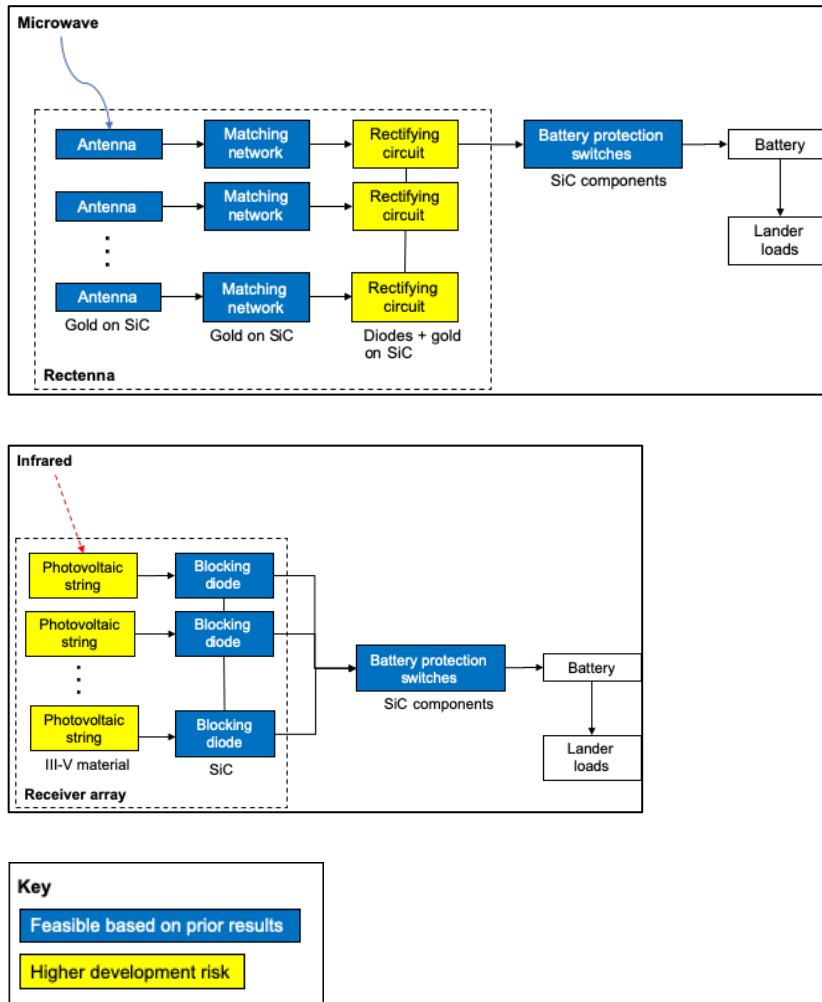 Microwave
Antenna
Matching
network
Rectifying
circuit
Battery protection
switches
Battery
SiC components
Antenna
Matching
network
Rectifying
circuit
Lander
loads
Antenna
Matching
network
Rectifying
circuit
Gold on SiC
Gold on SiC
Diodes + gold
on SiC
Rectenna
Infrared
Photovoltaic
string
Blocking
diode
Photovoltaic
string
Blocking
diode
Battery protection
switches
Battery
SiC components
Photovoltaic
string
Blocking
diode
Lander
loads
III-V material
SiC
Receiver array
Key
Feasible based on prior results
Higher development risk